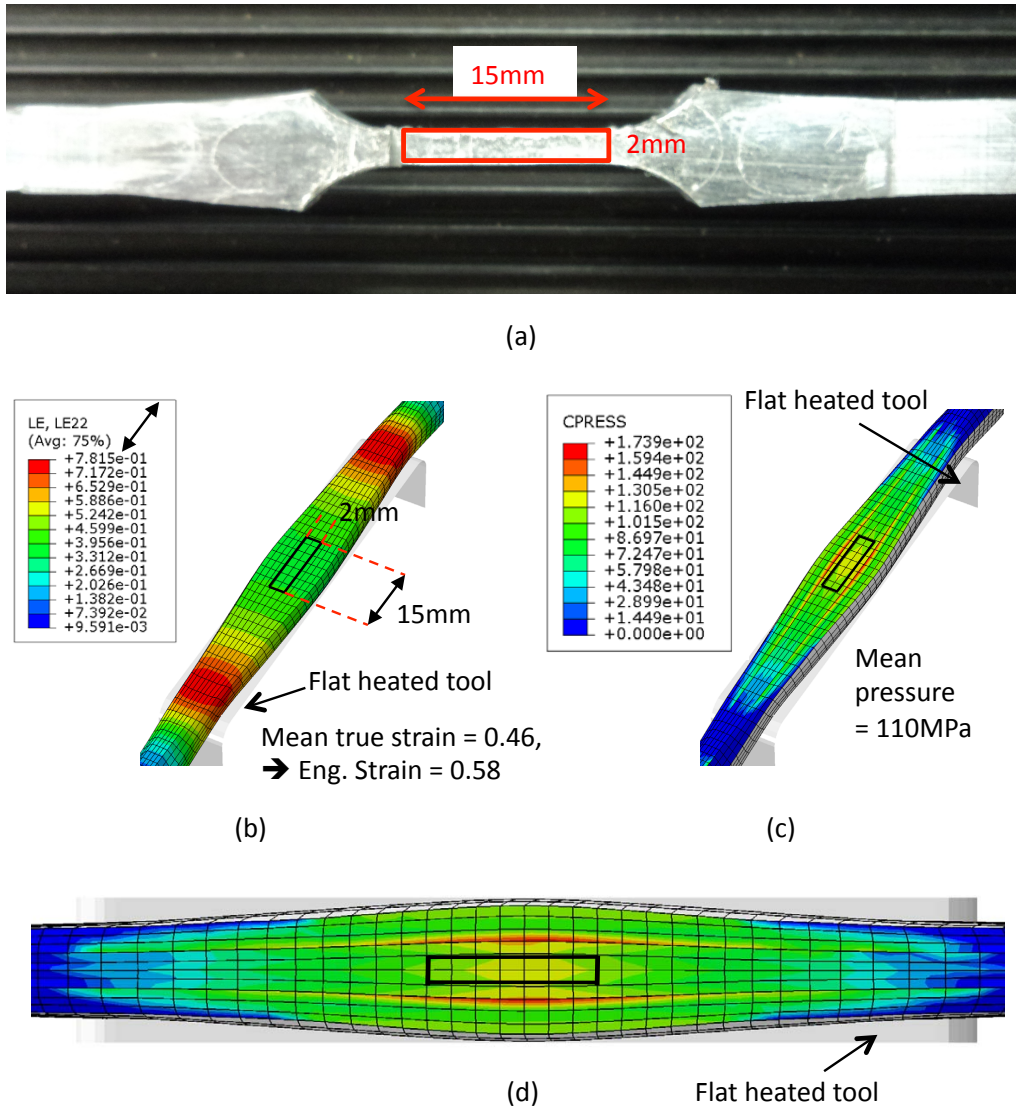 15mm
2mm
(a)
LE, LE22
(Avg: 75%)
+7.815e-01
+7.172e-01
+6.529e-01
+5.886e-01
+5.242e-01
+4.599e-01
+3.956e-01
+3.312e-01
+2.669e-01
+2.026e-01
+1.382e-01
+7.392e-02
+9.591e-03
2mm
15mm
Flat heated tool
Mean true strain = 0.46,
➔ Eng. Strain = 0.58
(b)
Flat heated tool
CPRESS
+1.739e+02
+1.594e+02
+1.449e+02
+1.305e+02
+1.160e+02
+1.015e+02
+8.697e+01
+7.247e+01
+5.798e+01
+4.348e+01
+2.899e+01
+1.449e+01
+0.000e+00
Mean
pressure
= 110MPa
(c)
Flat heated tool
(d)